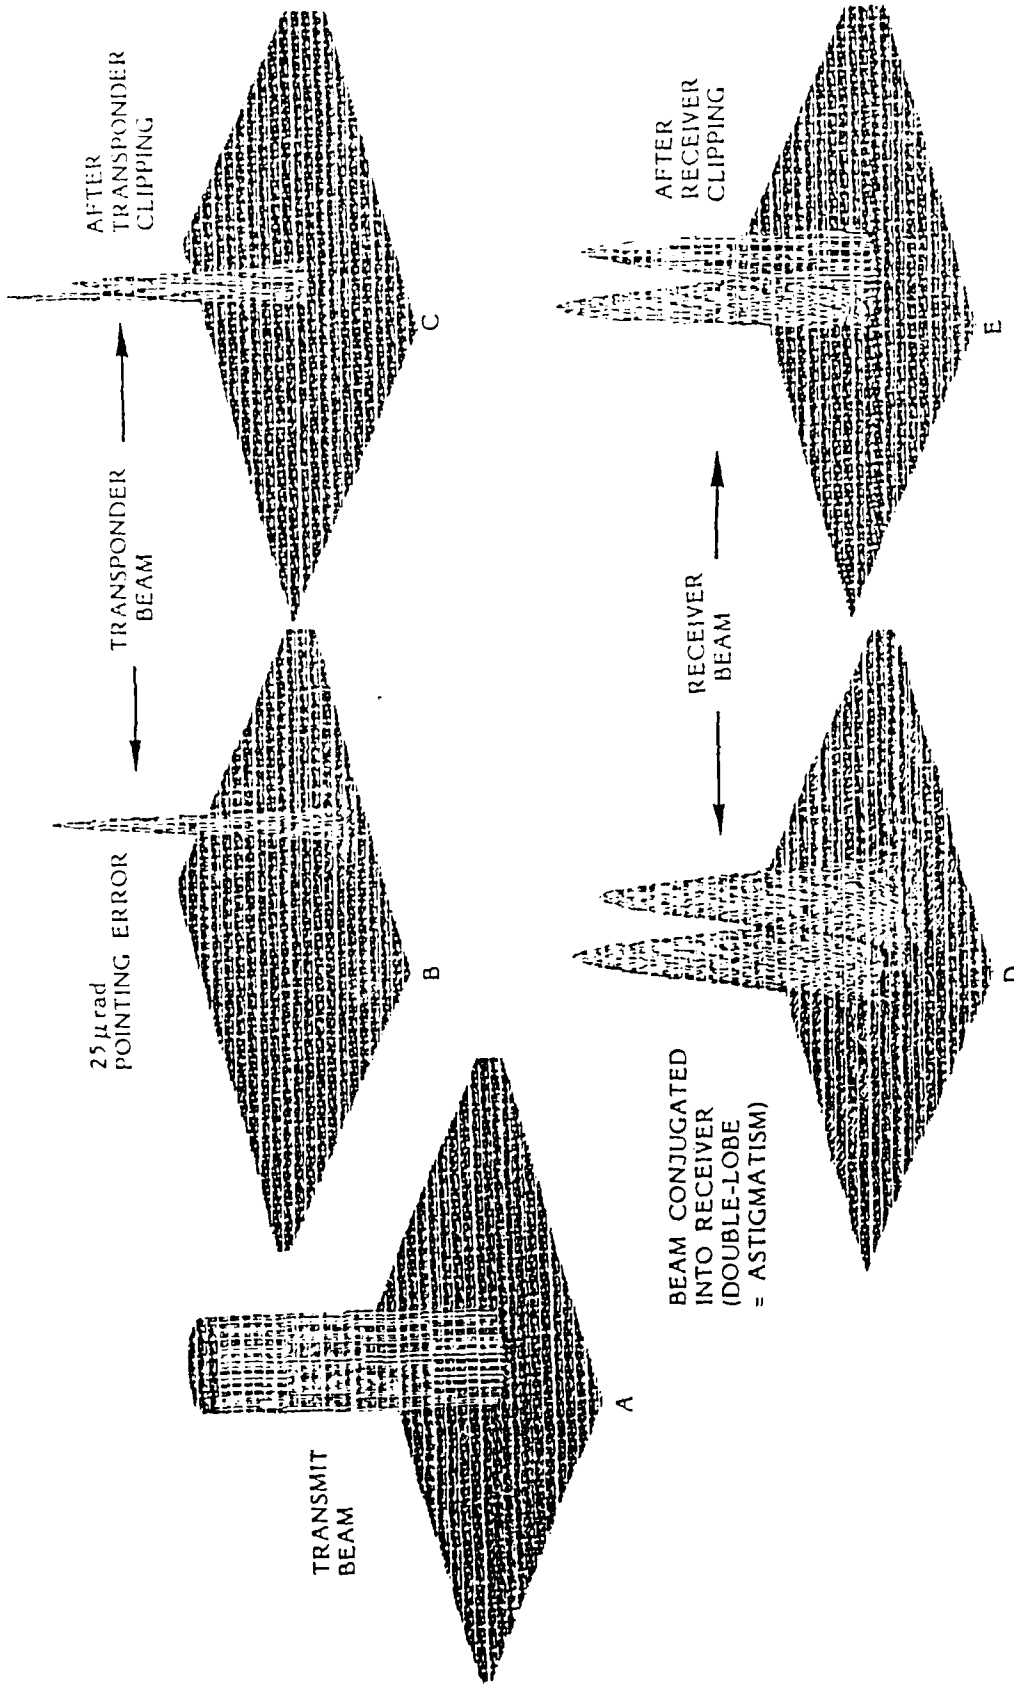 TRANSMIT
BEAM
A
25 μrad
POINTING ERROR
B
TRANSPONDER
BEAM
AFTER
TRANSPONDER
CLIPPING
C
BEAM CONJUGATED
INTO RECEIVER
(DOUBLE-LOBE
= ASTIGMATISM)
D
RECEIVER
BEAM
AFTER
RECEIVER
CLIPPING
E